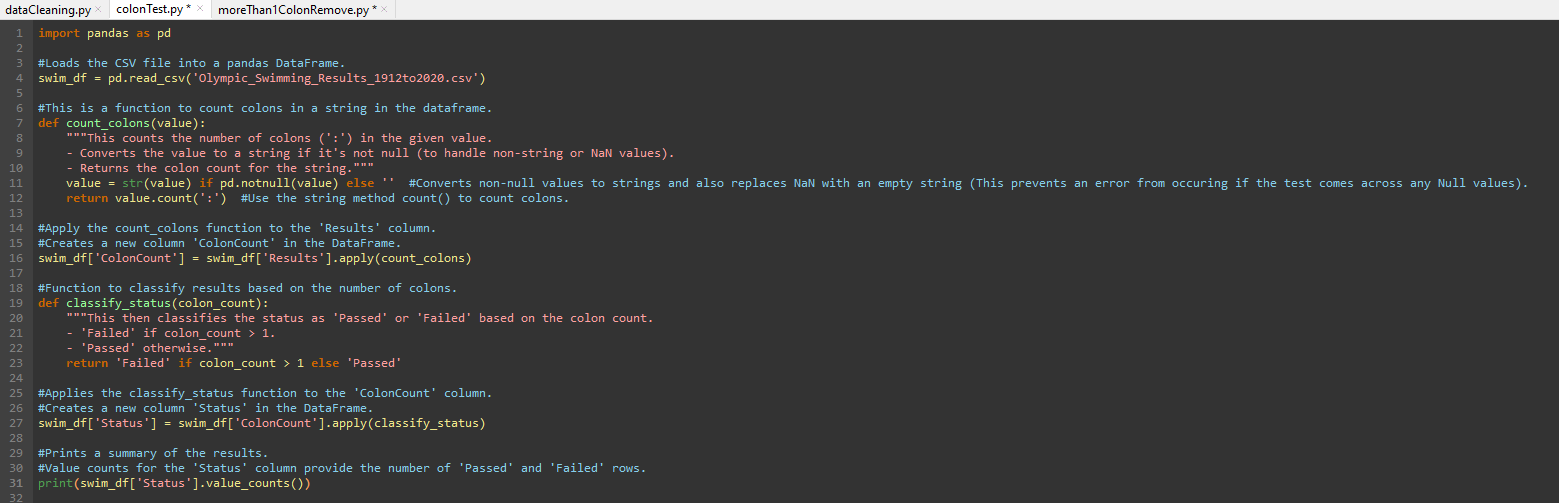 dataCleaning.py × colonTest.py * × moreThan1ColonRemove.py * ×
1 import pandas as pd
2
3 #Loads the CSV file into a pandas DataFrame.
4 swim_df = pd.read_csv('Olympic_Swimming_Results_1912to2020.csv')
5
6 #This is a function to count colons in a string in the dataframe.
7 def count_colons(value):
8     """This counts the number of colons (':') in the given value.
9     - Converts the value to a string if it's not null (to handle non-string or NaN values).
10     - Returns the colon count for the string."""
11     value = str(value) if pd.notnull(value) else ''  #Converts non-null values to strings and also replaces NaN with an empty string (This prevents an error from occuring if the test comes across any Null values).
12     return value.count(':')  #Use the string method count() to count colons.
13
14 #Apply the count_colons function to the 'Results' column.
15 #Creates a new column 'ColonCount' in the DataFrame.
16 swim_df['ColonCount'] = swim_df['Results'].apply(count_colons)
17
18 #Function to classify results based on the number of colons.
19 def classify_status(colon_count):
20     """This then classifies the status as 'Passed' or 'Failed' based on the colon count.
21     - 'Failed' if colon_count > 1.
22     - 'Passed' otherwise."""
23     return 'Failed' if colon_count > 1 else 'Passed'
24
25 #Applies the classify_status function to the 'ColonCount' column.
26 #Creates a new column 'Status' in the DataFrame.
27 swim_df['Status'] = swim_df['ColonCount'].apply(classify_status)
28
29 #Prints a summary of the results.
30 #Value counts for the 'Status' column provide the number of 'Passed' and 'Failed' rows.
31 print(swim_df['Status'].value_counts())
32